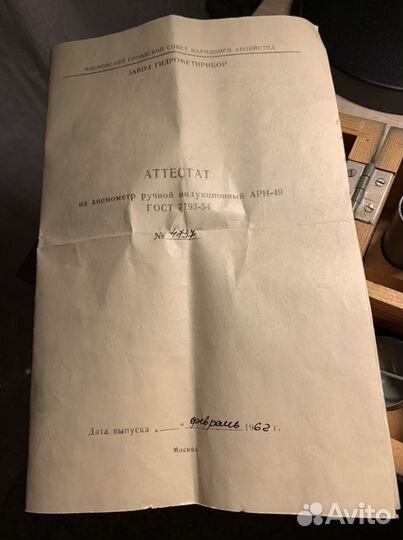 МОСКОВСКИЙ ГОРОДСКОЙ СОВЕТ НАРОДНОГО ХОЗЯЙСТВА
ЗАВОД ГИДРОМЕТПРИБОР
АТТЕСТАТ
на анемометр ручной индукционный АРИ-49
ГОСТ 7193-54
№ 4737
Дата выпуска „ “ февраль 1962 г.
Москва
Avito